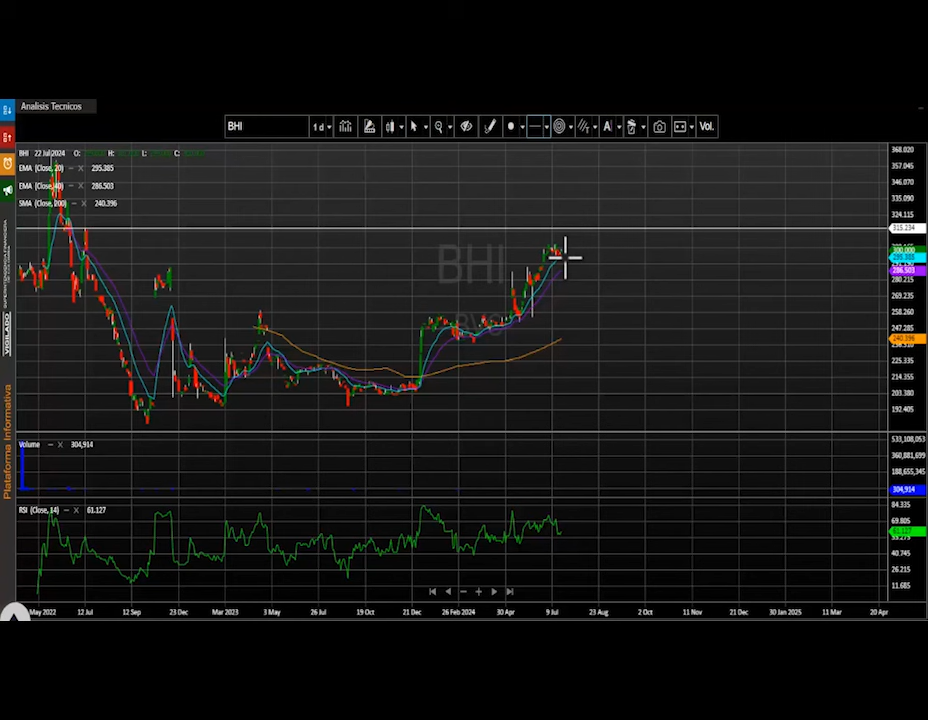 Analisis Tecnicos
BHI 1 d Vol.
BHI 22 Jul 2024 O: H: L: C:
EMA (Close, 20) — X 295.385
EMA (Close, 40) — X 286.503
SMA (Close, 200) — X 240.396
BHI
BVC
368.020
357.045
346.070
335.090
324.115
315.234
300.000
295.385
286.503
280.215
269.235
258.260
247.285
240.396
225.335
214.355
203.380
192.405
Volume — X 304,914
533,108,053
360,881,699
188,655,345
304,914
RSI (Close, 14) — X 61.127
84.335
69.805
40.745
26.215
11.685
May 2022 12 Jul 12 Sep 23 Dec Mar 2023 3 May 26 Jul 19 Oct 21 Dec 26 Feb 2024 30 Apr 9 Jul 23 Aug 2 Oct 11 Nov 21 Dec 30 Jan 2025 11 Mar 20 Apr
VIGILADO
Plataforma Informativa